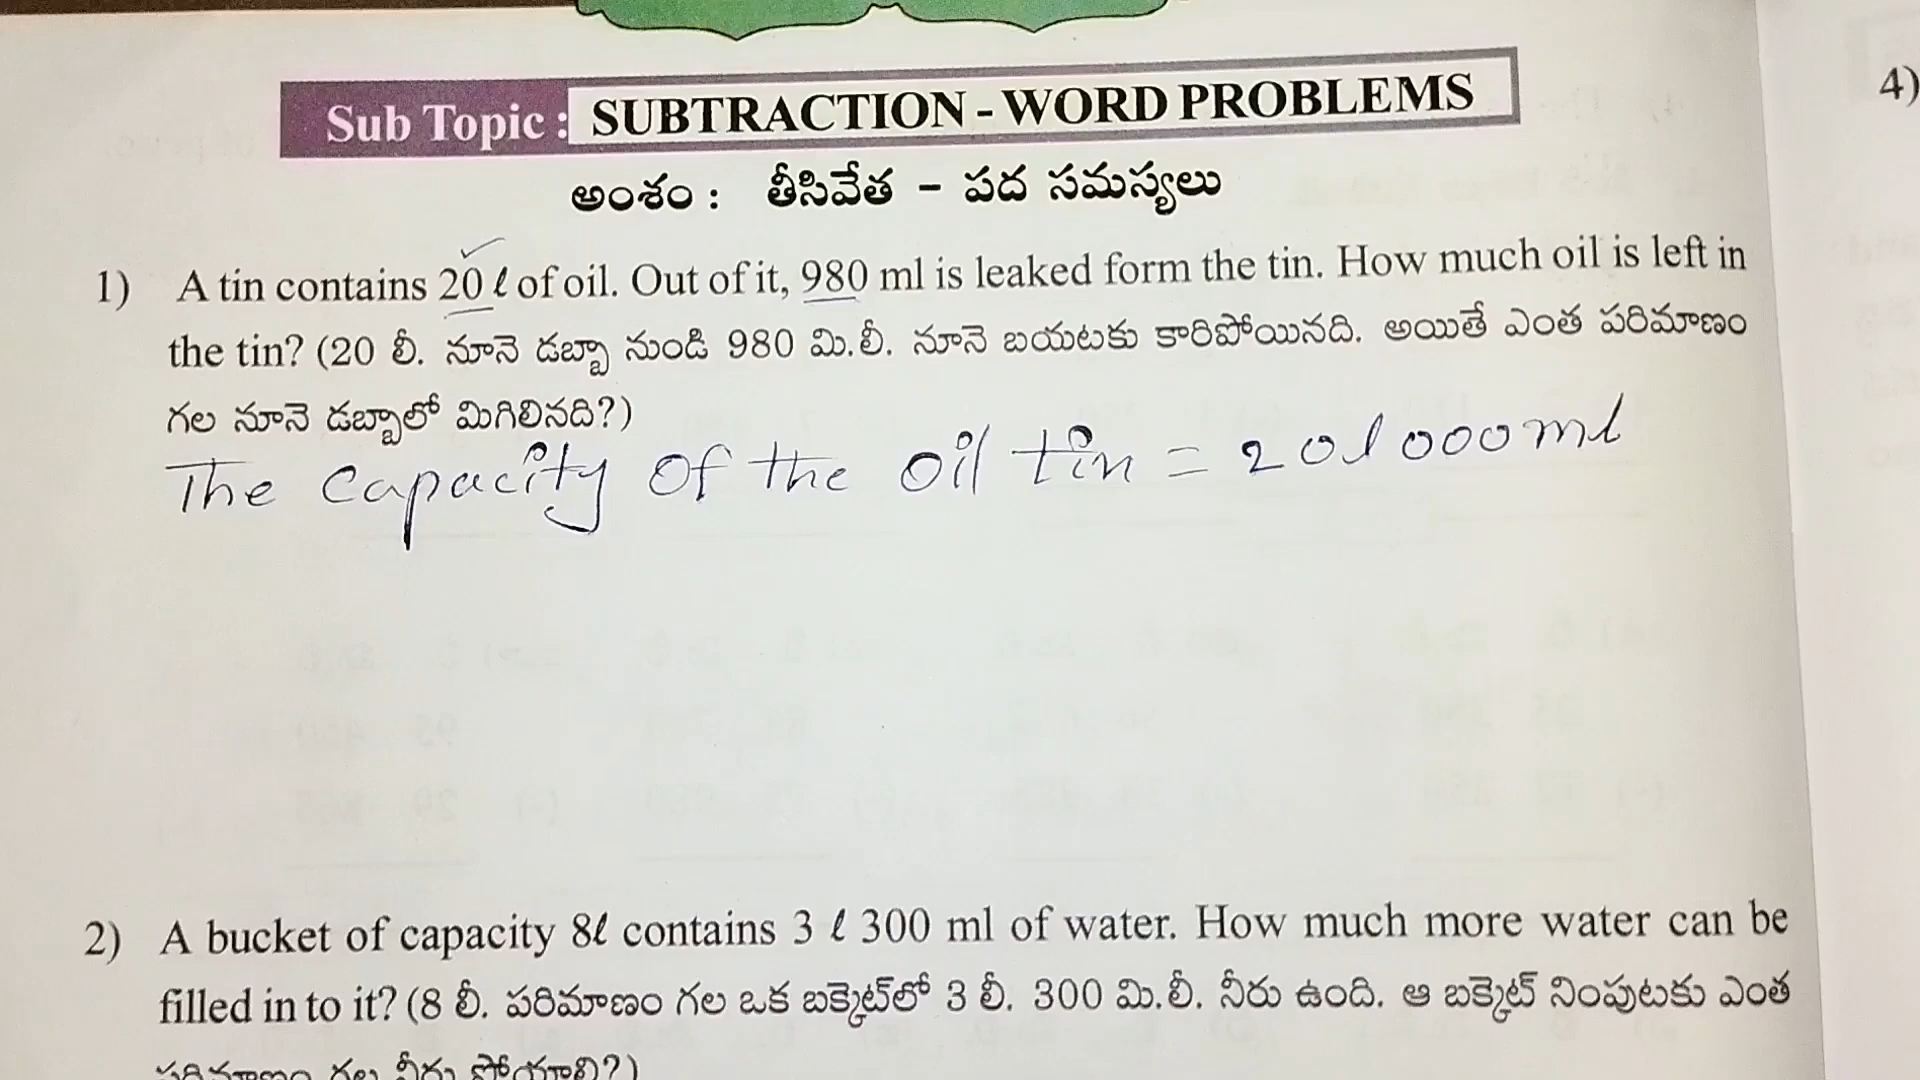 Sub Topic : SUBTRACTION - WORD PROBLEMS
అంశం : తీసివేత – పద సమస్యలు
4)
1) A tin contains 20 ℓ of oil. Out of it, 980 ml is leaked form the tin. How much oil is left in
the tin? (20 లీ. నూనె డబ్బా నుండి 980 మి.లీ. నూనె బయటకు కారిపోయినది. అయితే ఎంత పరిమాణం
గల నూనె డబ్బాలో మిగిలినది?)
The Capacity Of the Oil tin = 20l 000ml
2) A bucket of capacity 8ℓ contains 3 ℓ 300 ml of water. How much more water can be
filled in to it? (8 లీ. పరిమాణం గల ఒక బక్కెట్‌లో 3 లీ. 300 మి.లీ. నీరు ఉంది. ఆ బక్కెట్ నింపుటకు ఎంత
పరిమాణం గల నీరు పోయాలి?)